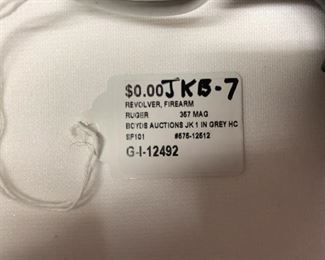 $0.00 JKB-7
REVOLVER, FIREARM
RUGER 357 MAG
BOYDS AUCTIONS JK 1 IN GREY HC
SP101 #575-12512
G-I-12492